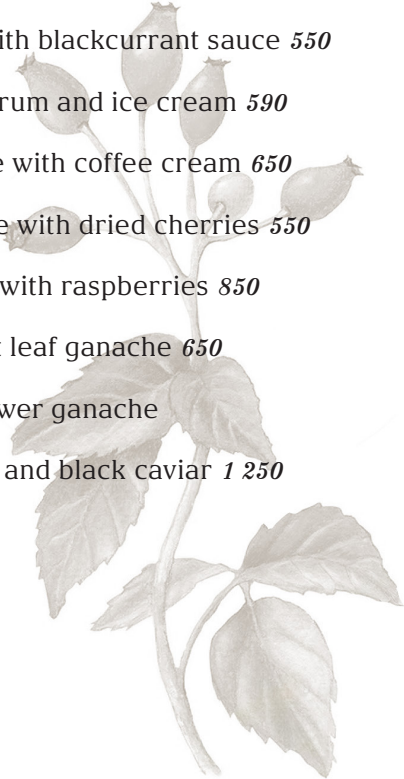 ith blackcurrant sauce 550
rum and ice cream 590
e with coffee cream 650
e with dried cherries 550
with raspberries 850
leaf ganache 650
wer ganache
and black caviar 1 250